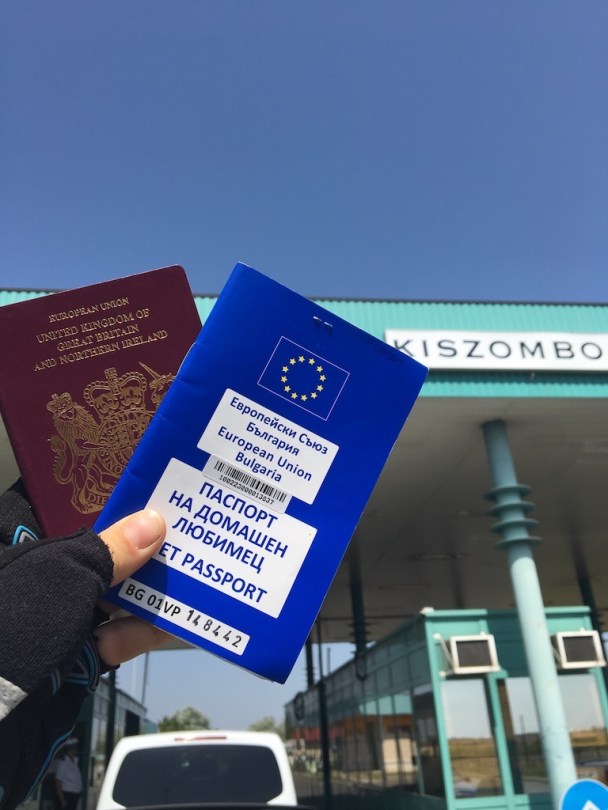 EUROPEAN UNION
UNITED KINGDOM OF
GREAT BRITAIN
AND NORTHERN IRELAND
Европейски Съюз
България
European Union
Bulgaria
ПАСПОРТ
НА ДОМАШЕН
ЛЮБИМЕЦ
ET PASSPORT
BG 01VP 148442
KISZOMBO